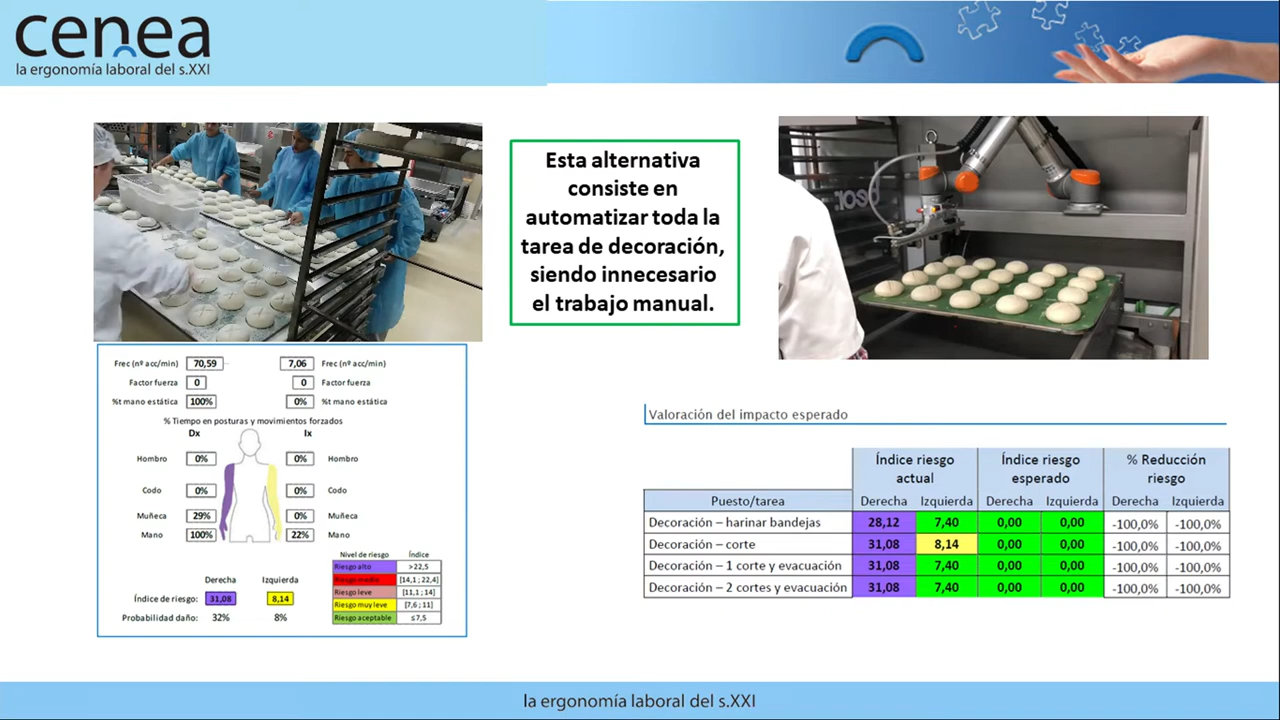 cenea
la ergonomía laboral del s.XXI
Esta alternativa
consiste en
automatizar toda la
tarea de decoración,
siendo innecesario
el trabajo manual.
Frec (nº acc/min) 70,59 7,06 Frec (nº acc/min)
Factor fuerza 0 0 Factor fuerza
%t mano estática 100% 0% %t mano estática
% Tiempo en posturas y movimientos forzados
Dx Ix
Hombro 0% 0% Hombro
Codo 0% 0% Codo
Muñeca 29% 0% Muñeca
Mano 100% 22% Mano
Nivel de riesgo Índice
Riesgo alto >22,5
Riesgo medio [14,1 ; 22,4]
Riesgo leve [11,1 ; 14]
Riesgo muy leve [7,6 ; 11]
Riesgo aceptable ≤7,5
Derecha Izquierda
Índice de riesgo: 31,08 8,14
Probabilidad daño: 32% 8%
Valoración del impacto esperado
Índice riesgo actual Índice riesgo esperado % Reducción riesgo
Puesto/tarea Derecha Izquierda Derecha Izquierda Derecha Izquierda
Decoración – harinar bandejas 28,12 7,40 0,00 0,00 -100,0% -100,0%
Decoración – corte 31,08 8,14 0,00 0,00 -100,0% -100,0%
Decoración – 1 corte y evacuación 31,08 7,40 0,00 0,00 -100,0% -100,0%
Decoración – 2 cortes y evacuación 31,08 7,40 0,00 0,00 -100,0% -100,0%
la ergonomía laboral del s.XXI